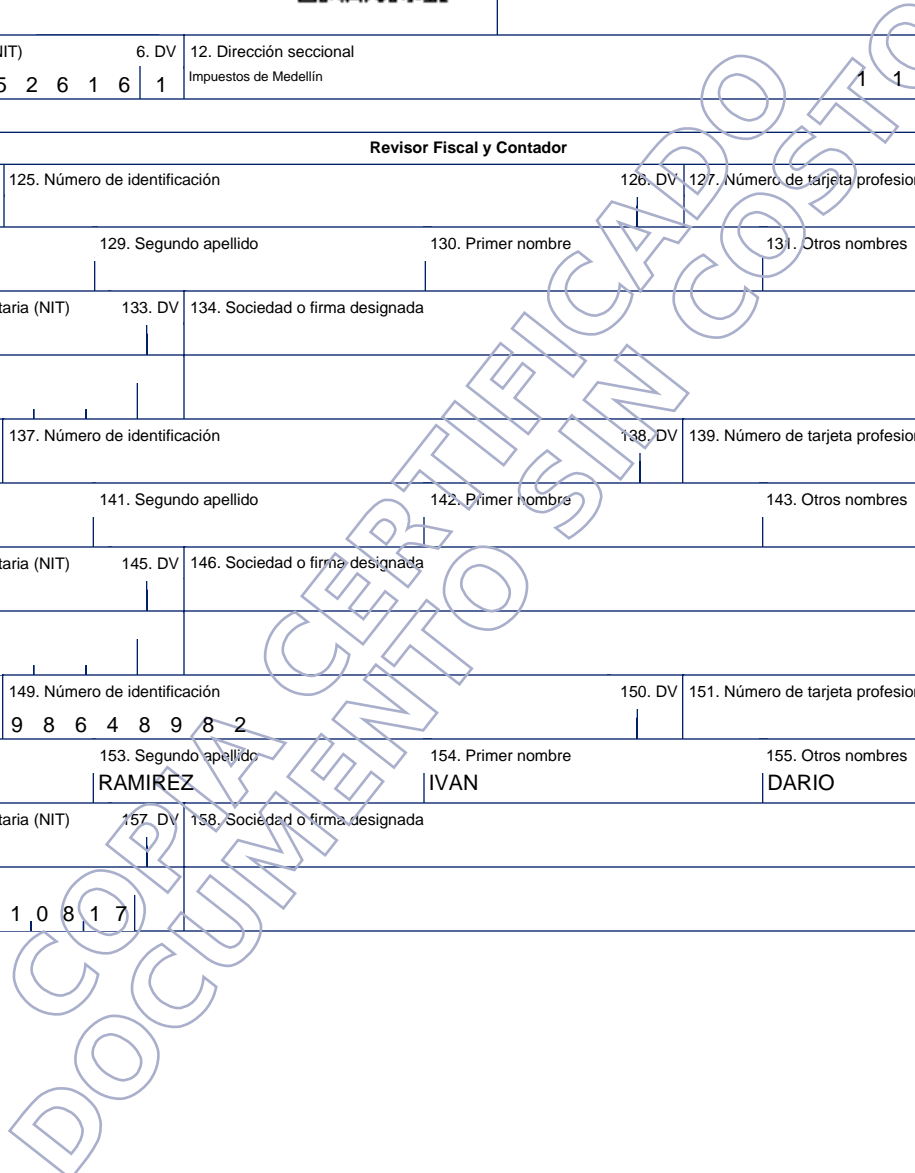 NIT) 6. DV 12. Dirección seccional
5 2 6 1 6 1 Impuestos de Medellín 1 1
Revisor Fiscal y Contador
125. Número de identificación 126. DV 127. Número de tarjeta profesion
129. Segundo apellido 130. Primer nombre 131. Otros nombres
taria (NIT) 133. DV 134. Sociedad o firma designada
137. Número de identificación 138. DV 139. Número de tarjeta profesion
141. Segundo apellido 142. Primer nombre 143. Otros nombres
taria (NIT) 145. DV 146. Sociedad o firma designada
149. Número de identificación 150. DV 151. Número de tarjeta profesion
9 8 6 4 8 9 8 2
153. Segundo apellido 154. Primer nombre 155. Otros nombres
RAMIREZ IVAN DARIO
taria (NIT) 157. DV 158. Sociedad o firma designada
1 0 8 1 7
COPIA CERTIFICADO
DOCUMENTO SIN COSTO